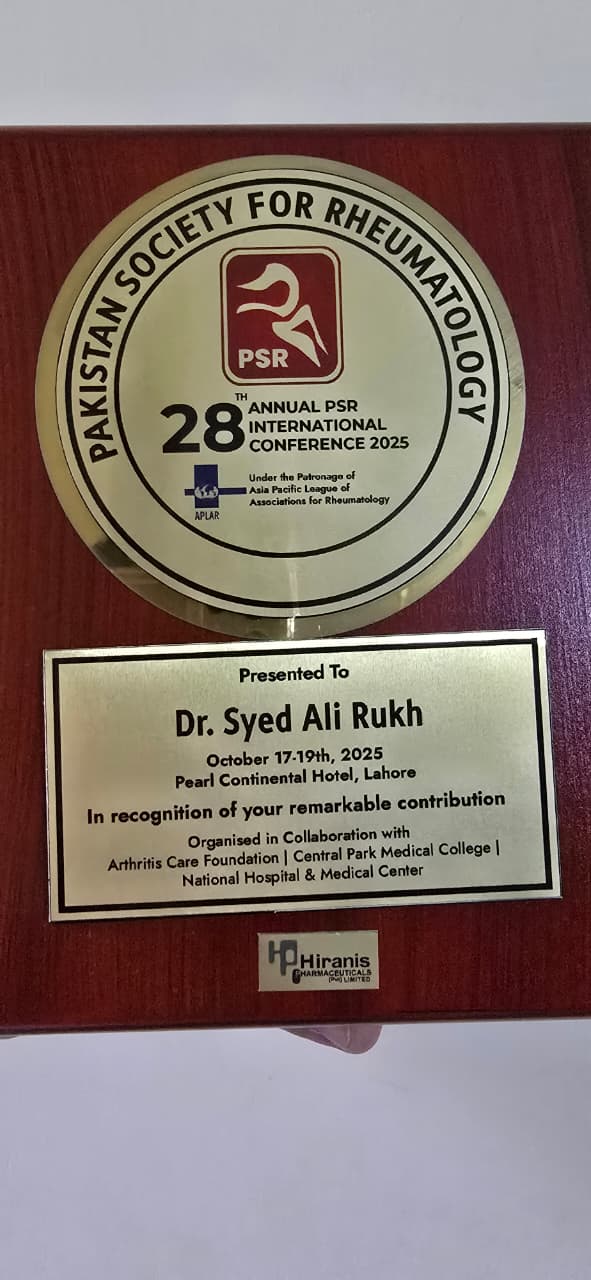 PAKISTAN SOCIETY FOR RHEUMATOLOGY
PSR
28TH ANNUAL PSR
INTERNATIONAL
CONFERENCE 2025
APLAR
Under the Patronage of
Asia Pacific League of
Associations for Rheumatology
Presented To
Dr. Syed Ali Rukh
October 17-19th, 2025
Pearl Continental Hotel, Lahore
In recognition of your remarkable contribution
Organised in Collaboration with
Arthritis Care Foundation | Central Park Medical College |
National Hospital & Medical Center
HP Hiranis
PHARMACEUTICALS
(Pvt) LIMITED